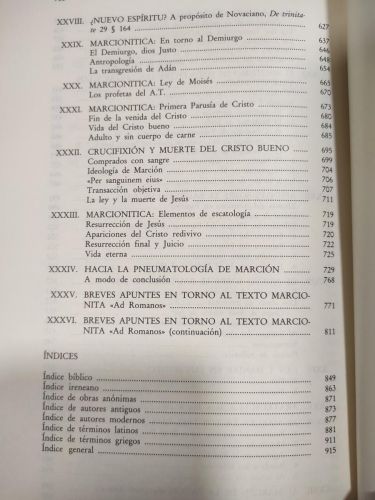 XXVIII. ¿NUEVO ESPÍRITU? A propósito de Novaciano, De trinita-
te 29 § 164 627
XXIX. MARCIONITICA: En torno al Demiurgo 637
El Demiurgo, dios Justo 646
Antropología 648
La transgresión de Adán 654
XXX. MARCIONITICA: Ley de Moisés 665
Los profetas del A.T. 670
XXXI. MARCIONITICA: Primera Parusía de Cristo 673
Fin de la venida del Cristo 680
Vida del Cristo bueno 684
Adulto y sin cuerpo de carne 685
XXXII. CRUCIFIXIÓN Y MUERTE DEL CRISTO BUENO 695
Comprados con sangre 699
Ideología de Marción 704
«Per sanguinem eius» 706
Transacción objetiva 707
La ley y la muerte de Jesús 711
XXXIII. MARCIONITICA: Elementos de escatología 719
Resurrección de Jesús 719
Apariciones del Cristo redivivo 720
Resurrección final y Juicio 722
Vida eterna 725
XXXIV. HACIA LA PNEUMATOLOGÍA DE MARCIÓN 729
A modo de conclusión 768
XXXV. BREVES APUNTES EN TORNO AL TEXTO MARCIO-
NITA «Ad Romanos» 771
XXXVI. BREVES APUNTES EN TORNO AL TEXTO MARCIO-
NITA «Ad Romanos» (continuación) 811
ÍNDICES
Índice bíblico 849
Índice ireneano 863
Índice de obras anónimas 871
Índice de autores antiguos 873
Índice de autores modernos 877
Índice de términos latinos 881
Índice de términos griegos 911
Índice general 915